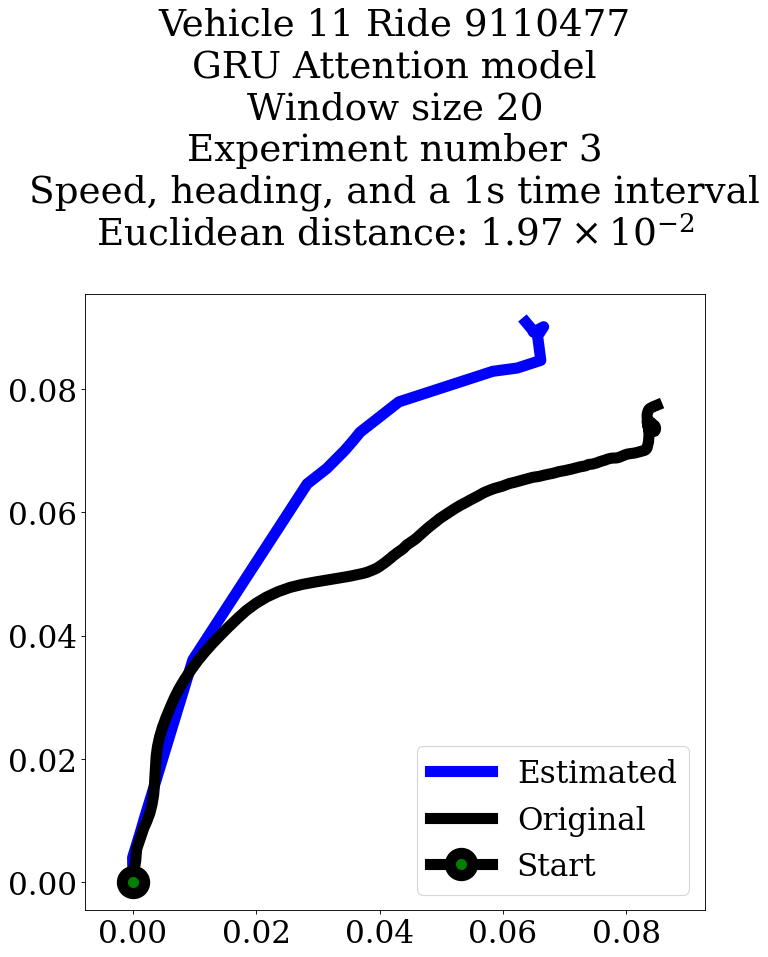 Vehicle 11 Ride 9110477
GRU Attention model
Window size 20
Experiment number 3
Speed, heading, and a 1s time interval
Euclidean distance: 1.97 × 10⁻²
0.08
0.06
0.04
0.02
0.00
Estimated
Original
Start
0.00 0.02 0.04 0.06 0.08